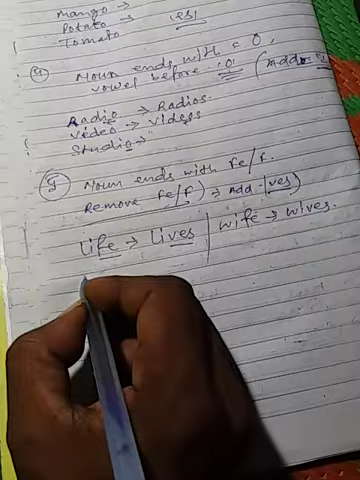 Mango →
Potato →
Tomato
es,
④ Noun ends with = O,
vowel before 'O' (Add- s
Radio → Radios.
Video → Videos
Studio → "
⑤ Noun ends with Fe/F.
Remove Fe/F) → Add -(ves)
Life → Lives | Wife → Wives.